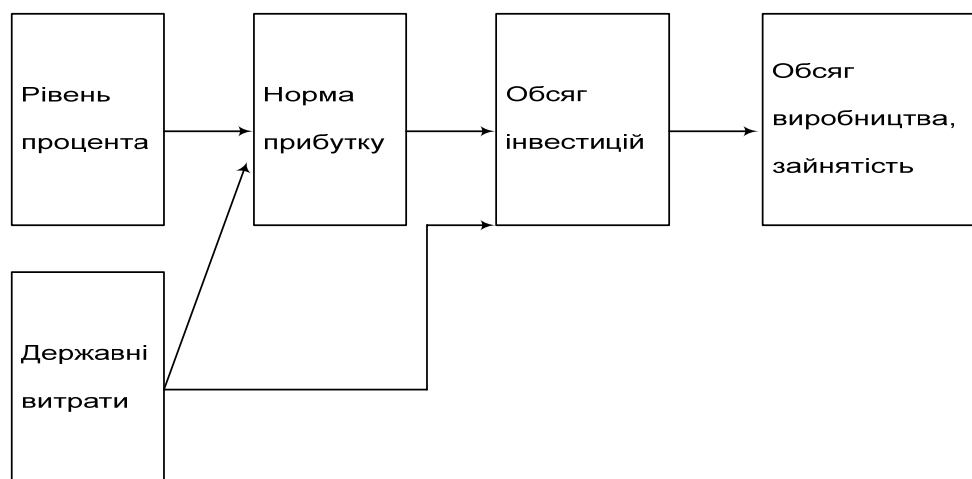 Рівень
процента
Норма
прибутку
Обсяг
інвестицій
Обсяг
виробництва,
зайнятість
Державні
витрати